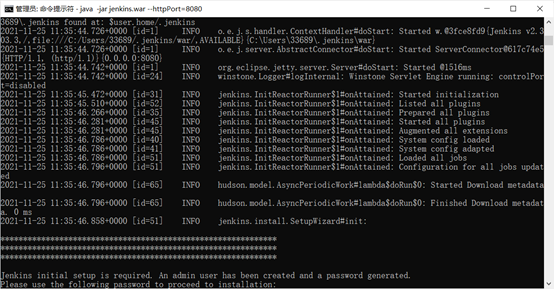 管理员: 命令提示符 - java -jar jenkins.war --httpPort=8080
3689\.jenkins found at: $user.home/.jenkins
2021-11-25 11:35:44.726+0000 [id=1] INFO o.e.j.s.handler.ContextHandler#doStart: Started w.@3fce8fd9{Jenkins v2.3
03.3,/,file:///C:/Users/33689/.jenkins/war/,AVAILABLE}{C:\Users\33689\.jenkins\war}
2021-11-25 11:35:44.742+0000 [id=1] INFO o.e.j.server.AbstractConnector#doStart: Started ServerConnector@617c74e5
{HTTP/1.1, (http/1.1)}{0.0.0.0:8080}
2021-11-25 11:35:44.742+0000 [id=1] INFO org.eclipse.jetty.server.Server#doStart: Started @1516ms
2021-11-25 11:35:44.742+0000 [id=24] INFO winstone.Logger#logInternal: Winstone Servlet Engine running: controlPor
t=disabled
2021-11-25 11:35:45.472+0000 [id=31] INFO jenkins.InitReactorRunner$1#onAttained: Started initialization
2021-11-25 11:35:45.510+0000 [id=52] INFO jenkins.InitReactorRunner$1#onAttained: Listed all plugins
2021-11-25 11:35:46.266+0000 [id=35] INFO jenkins.InitReactorRunner$1#onAttained: Prepared all plugins
2021-11-25 11:35:46.281+0000 [id=44] INFO jenkins.InitReactorRunner$1#onAttained: Started all plugins
2021-11-25 11:35:46.281+0000 [id=45] INFO jenkins.InitReactorRunner$1#onAttained: Augmented all extensions
2021-11-25 11:35:46.786+0000 [id=40] INFO jenkins.InitReactorRunner$1#onAttained: System config loaded
2021-11-25 11:35:46.786+0000 [id=41] INFO jenkins.InitReactorRunner$1#onAttained: System config adapted
2021-11-25 11:35:46.786+0000 [id=51] INFO jenkins.InitReactorRunner$1#onAttained: Loaded all jobs
2021-11-25 11:35:46.796+0000 [id=51] INFO jenkins.InitReactorRunner$1#onAttained: Configuration for all jobs updat
ed
2021-11-25 11:35:46.796+0000 [id=65] INFO hudson.model.AsyncPeriodicWork#lambda$doRun$0: Started Download metadat
a
2021-11-25 11:35:46.796+0000 [id=65] INFO hudson.model.AsyncPeriodicWork#lambda$doRun$0: Finished Download metada
ta. 0 ms
2021-11-25 11:35:46.858+0000 [id=51] INFO jenkins.install.SetupWizard#init:
*************************************************************
*************************************************************
*************************************************************
Jenkins initial setup is required. An admin user has been created and a password generated.
Please use the following password to proceed to installation: